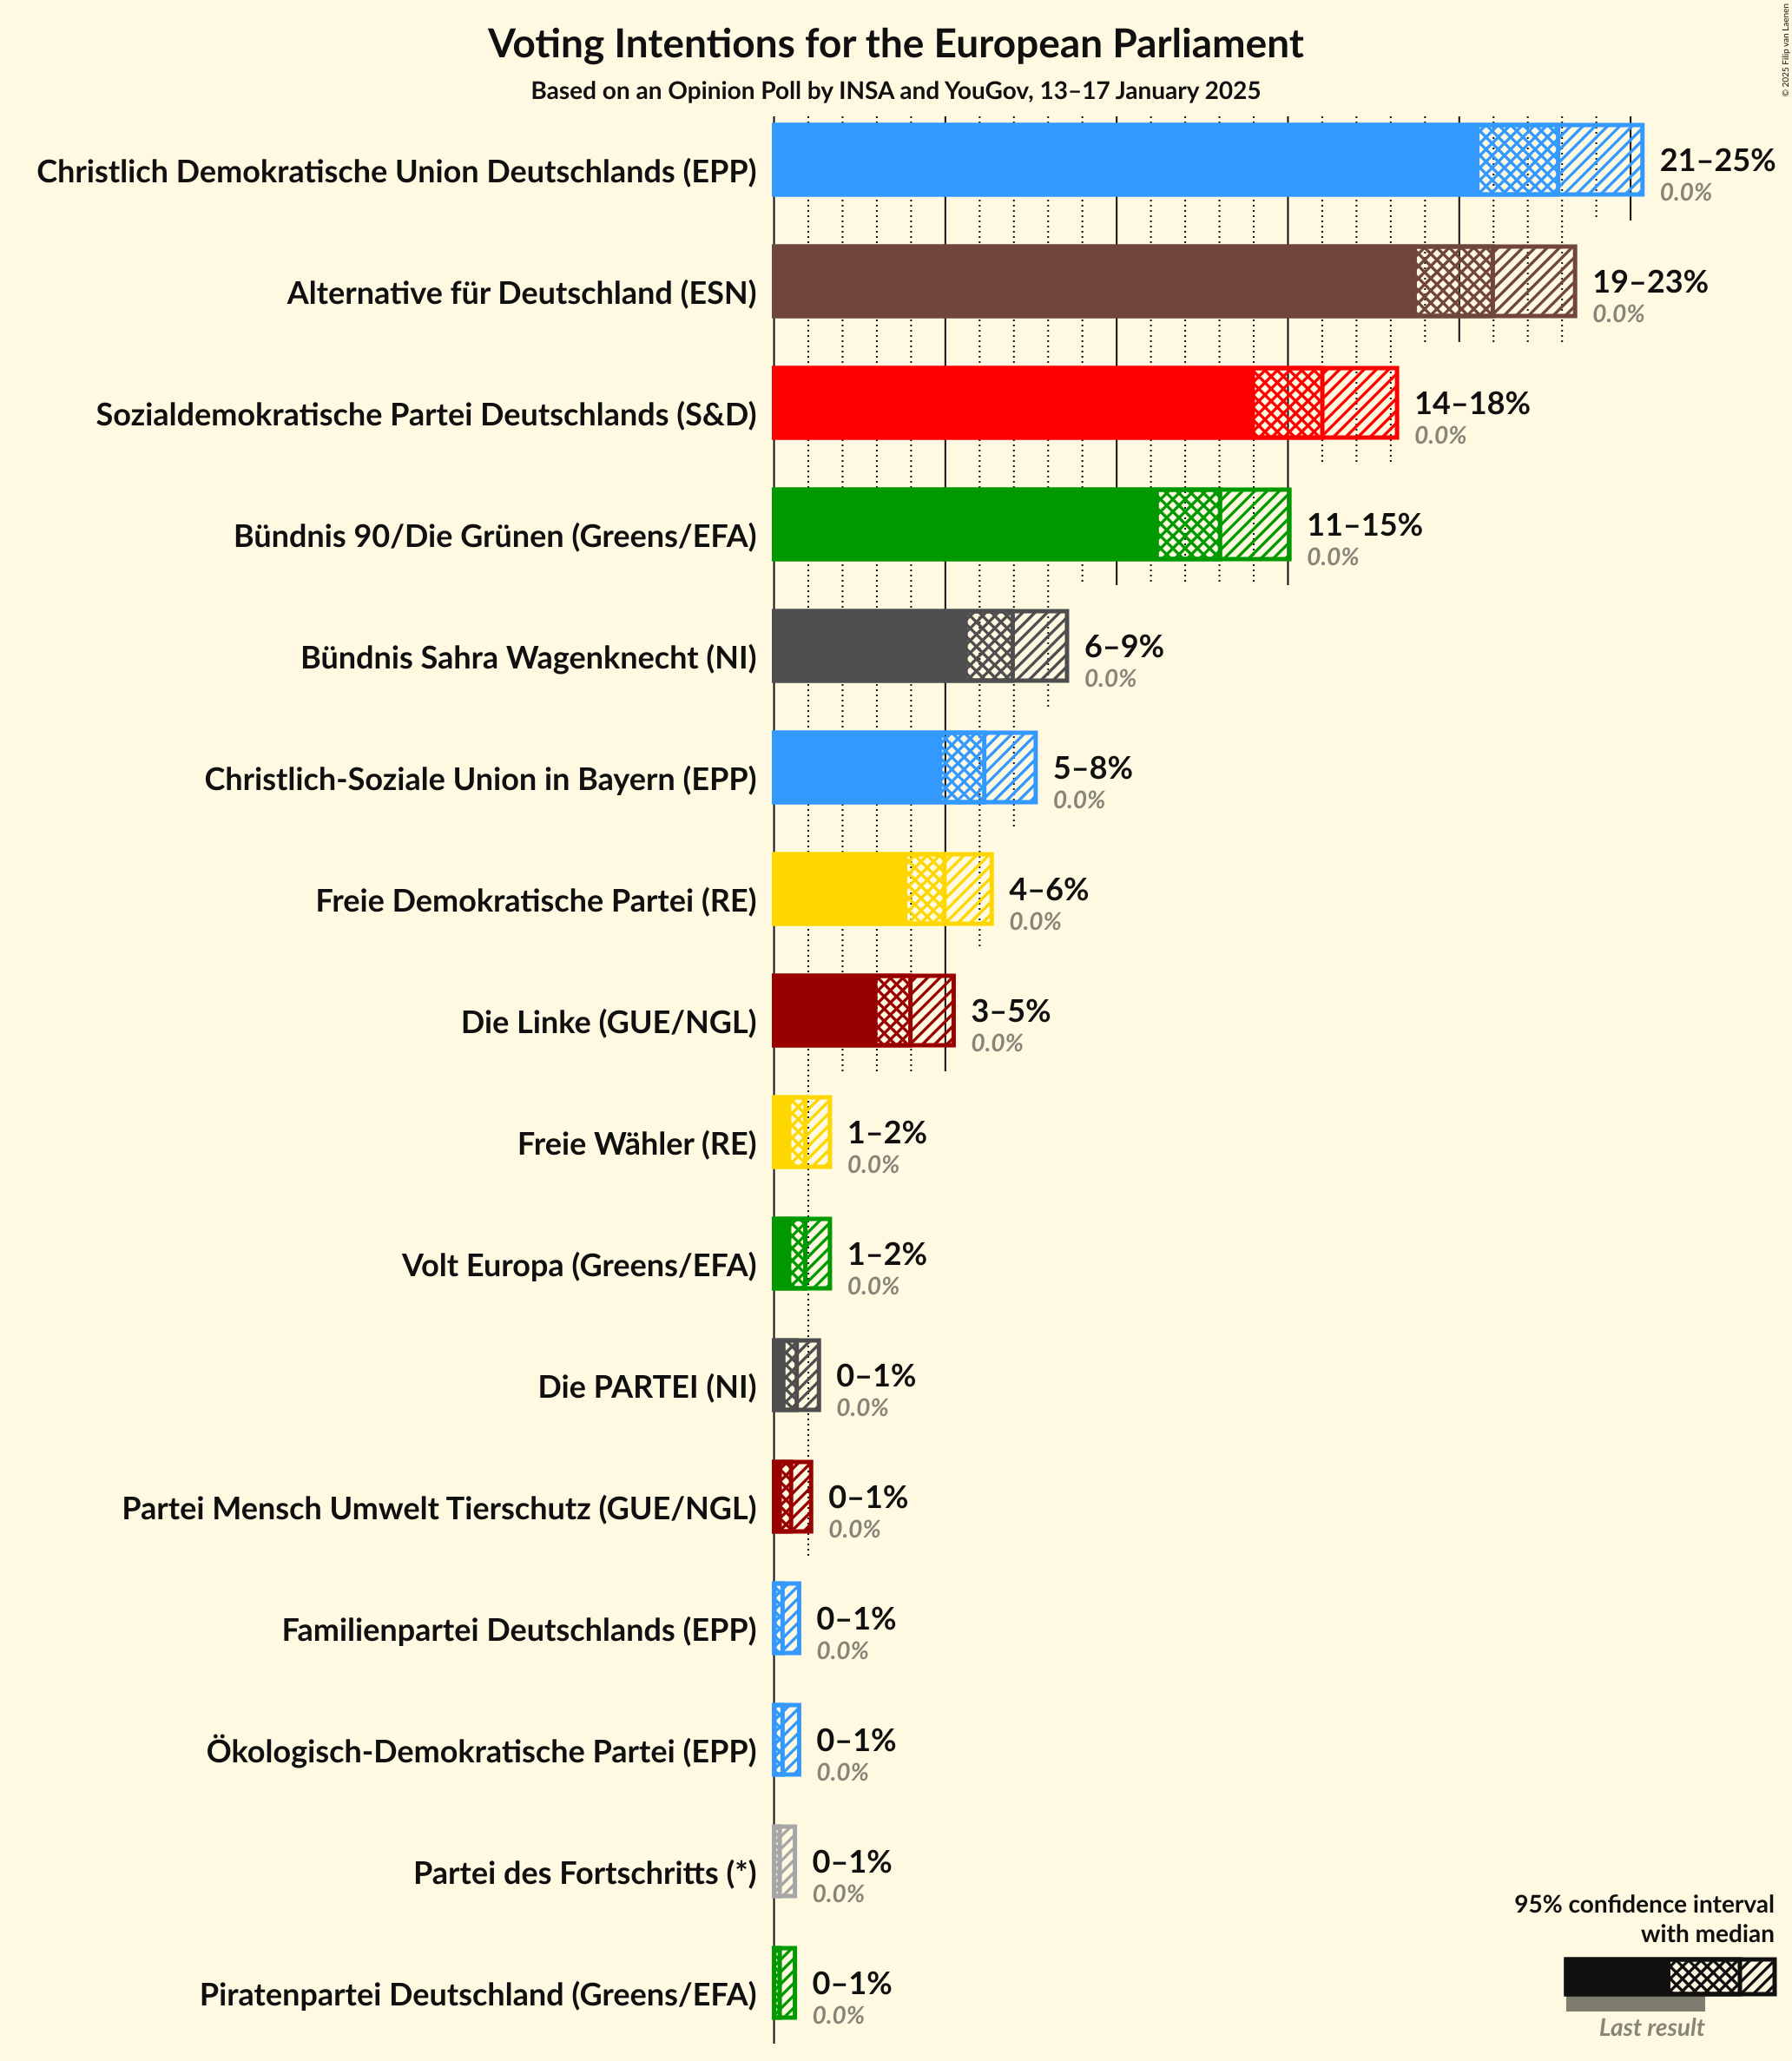 Voting Intentions for the European Parliament
Based on an Opinion Poll by INSA and YouGov, 13–17 January 2025
© 2025 Filip van Laenen
Christlich Demokratische Union Deutschlands (EPP)
21–25%
0.0%
Alternative für Deutschland (ESN)
19–23%
0.0%
Sozialdemokratische Partei Deutschlands (S&D)
14–18%
0.0%
Bündnis 90/Die Grünen (Greens/EFA)
11–15%
0.0%
Bündnis Sahra Wagenknecht (NI)
6–9%
0.0%
Christlich-Soziale Union in Bayern (EPP)
5–8%
0.0%
Freie Demokratische Partei (RE)
4–6%
0.0%
Die Linke (GUE/NGL)
3–5%
0.0%
Freie Wähler (RE)
1–2%
0.0%
Volt Europa (Greens/EFA)
1–2%
0.0%
Die PARTEI (NI)
0–1%
0.0%
Partei Mensch Umwelt Tierschutz (GUE/NGL)
0–1%
0.0%
Familienpartei Deutschlands (EPP)
0–1%
0.0%
Ökologisch-Demokratische Partei (EPP)
0–1%
0.0%
Partei des Fortschritts (*)
0–1%
0.0%
Piratenpartei Deutschland (Greens/EFA)
0–1%
0.0%
95% confidence interval
with median
Last result